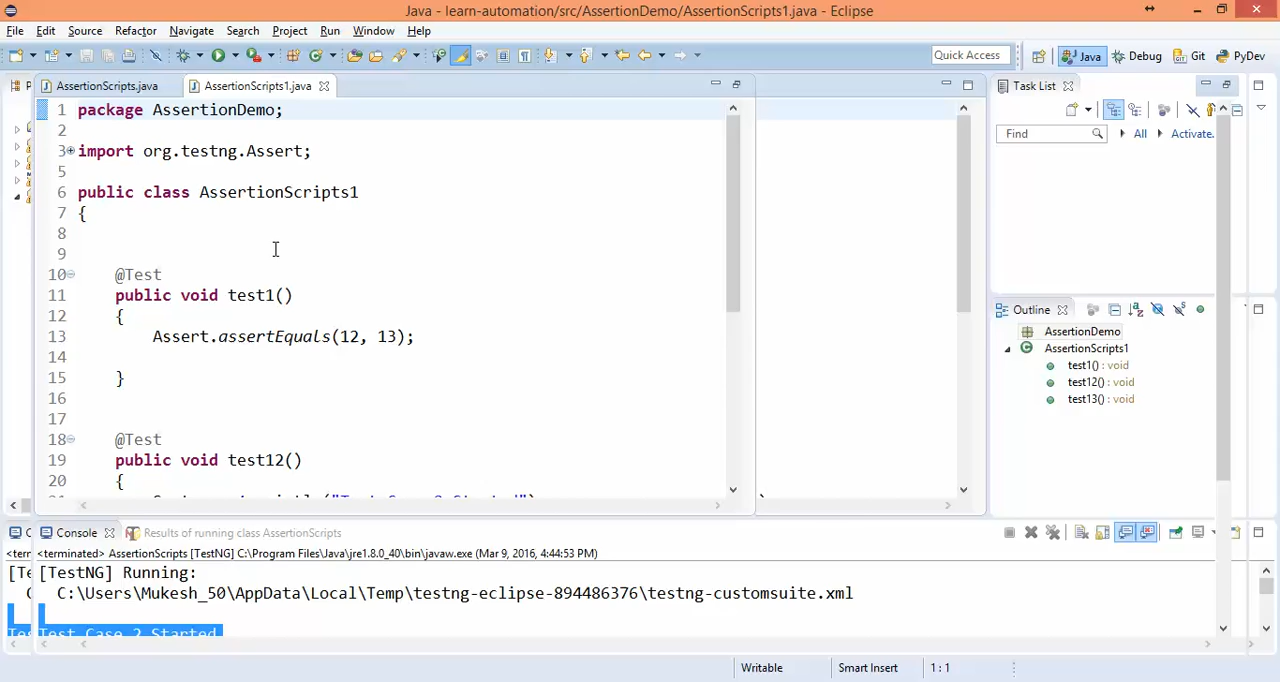 Java - learn-automation/src/AssertionDemo/AssertionScripts1.java - Eclipse
File Edit Source Refactor Navigate Search Project Run Window Help
Quick Access Java Debug Git PyDev
P AssertionScripts.java AssertionScripts1.java Task List
1 package AssertionDemo;
2
3 import org.testng.Assert;
Find All Activate.
5
6 public class AssertionScripts1
7 {
8
9
10 @Test
11 public void test1()
12 {
13 Assert.assertEquals(12, 13);
14
15 }
16
17
18 @Test
19 public void test12()
20 {
Outline
AssertionDemo
AssertionScripts1
test1() : void
test12() : void
test13() : void
C Console Results of running class AssertionScripts
<terr <terminated> AssertionScripts [TestNG] C:\Program Files\Java\jre1.8.0_40\bin\javaw.exe (Mar 9, 2016, 4:44:53 PM)
[Te [TestNG] Running:
C C:\Users\Mukesh_50\AppData\Local\Temp\testng-eclipse-894486376\testng-customsuite.xml
Tes Test Case 2 Started
Writable Smart Insert 1 : 1